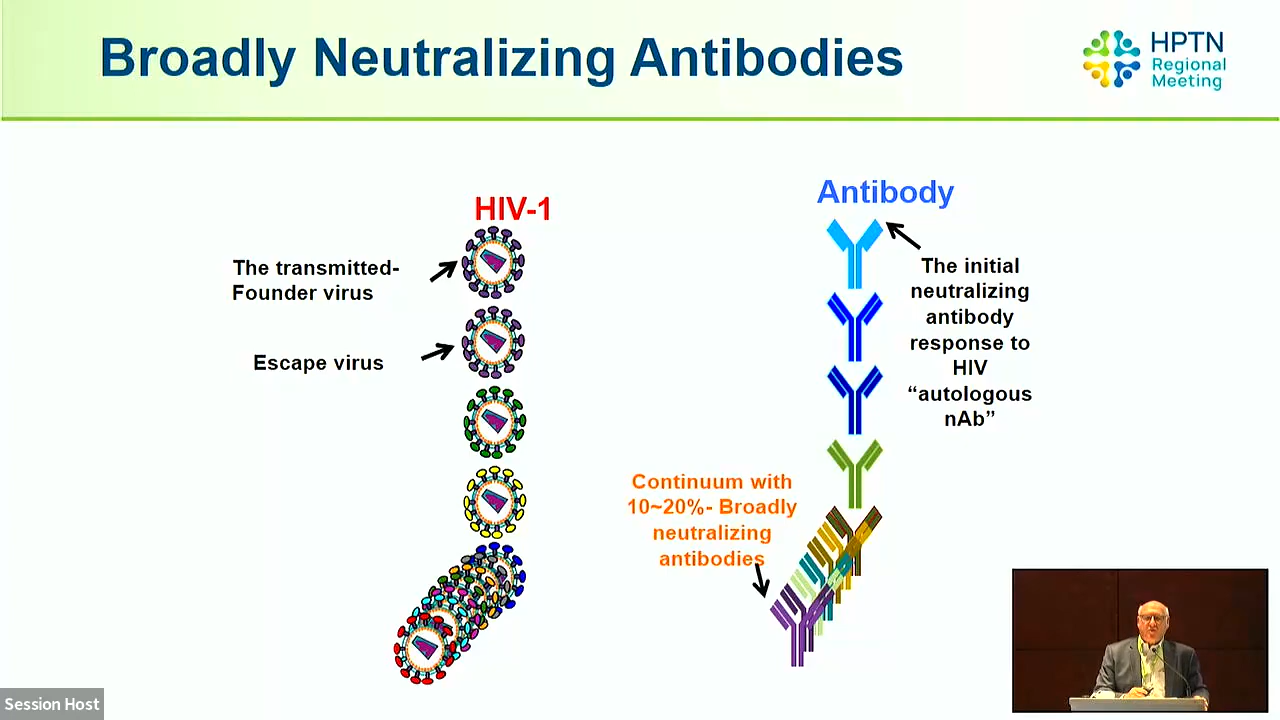 Broadly Neutralizing Antibodies
HPTN
Regional
Meeting
HIV-1
The transmitted-
Founder virus
Escape virus
Antibody
The initial
neutralizing
antibody
response to
HIV
“autologous
nAb”
Continuum with
10~20%- Broadly
neutralizing
antibodies
Session Host